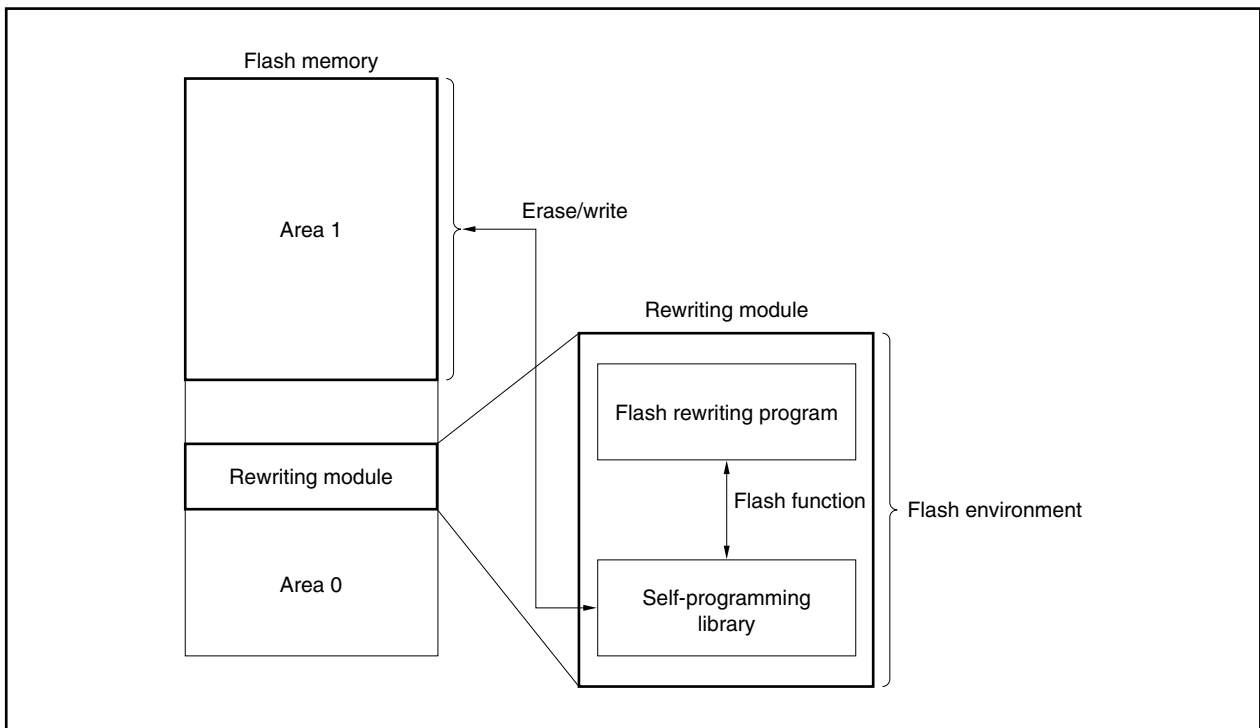 Flash memory
Area 1
Erase/write
Rewriting module
Flash rewriting program
Rewriting module
Flash function
Flash environment
Area 0
Self-programming
library